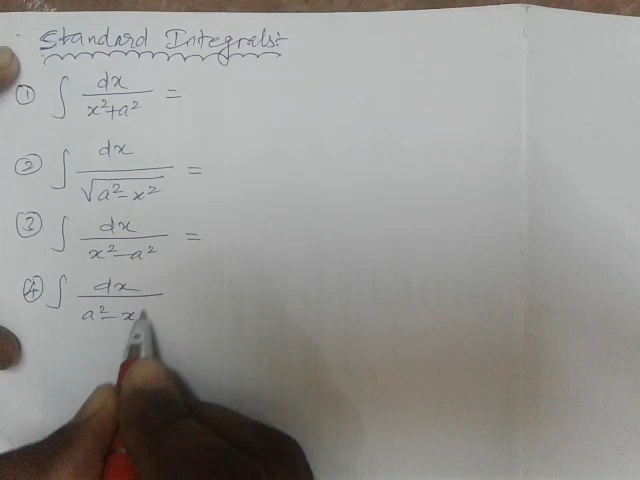 Standard Integrals:-
① ∫ dx / x²+a² =
② ∫ dx / √a²-x² =
③ ∫ dx / x²-a² =
④ ∫ dx / a²-x